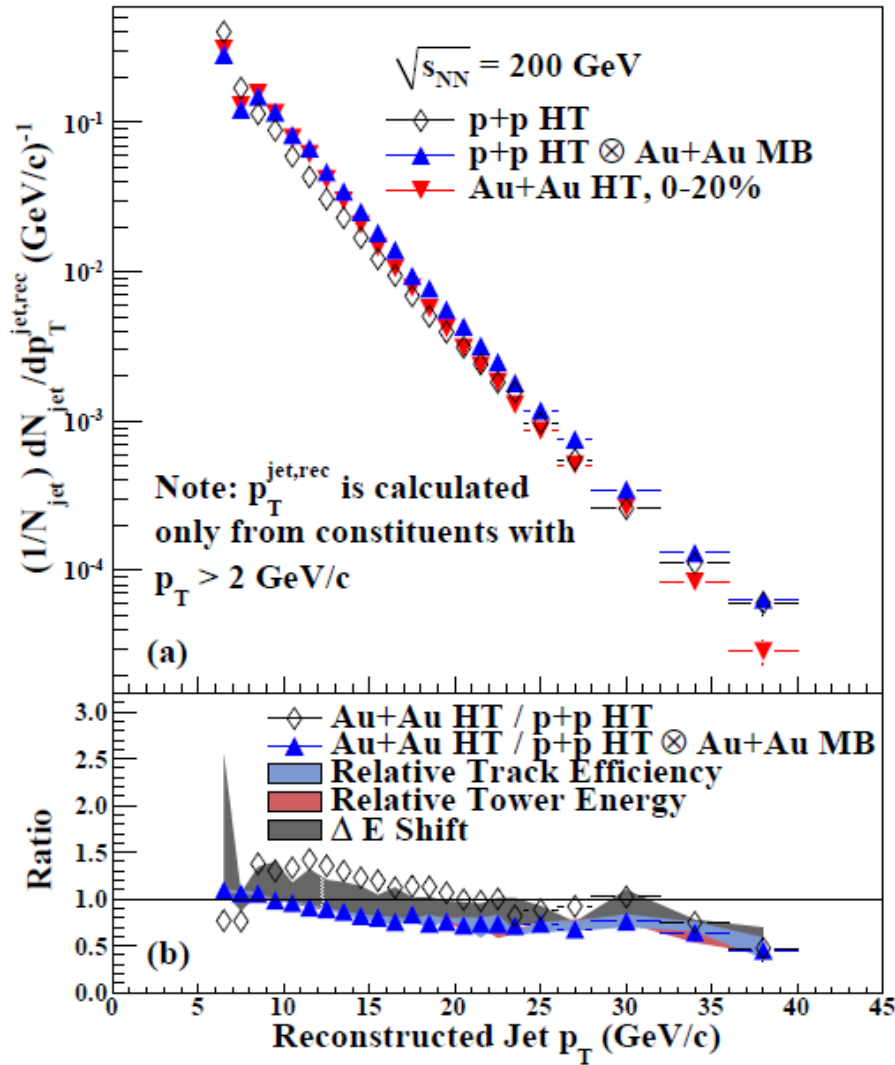 √s_NN = 200 GeV
p+p HT
p+p HT ⊗ Au+Au MB
Au+Au HT, 0-20%
10^-1
10^-2
10^-3
10^-4
(1/N_jet) dN_jet/dp_T^jet,rec (GeV/c)^-1
Note: p_T^jet,rec is calculated
only from constituents with
p_T > 2 GeV/c
(a)
Au+Au HT / p+p HT
Au+Au HT / p+p HT ⊗ Au+Au MB
Relative Track Efficiency
Relative Tower Energy
Δ E Shift
3.0
2.5
2.0
1.5
1.0
0.5
0.0
Ratio
(b)
0 5 10 15 20 25 30 35 40 45
Reconstructed Jet p_T (GeV/c)